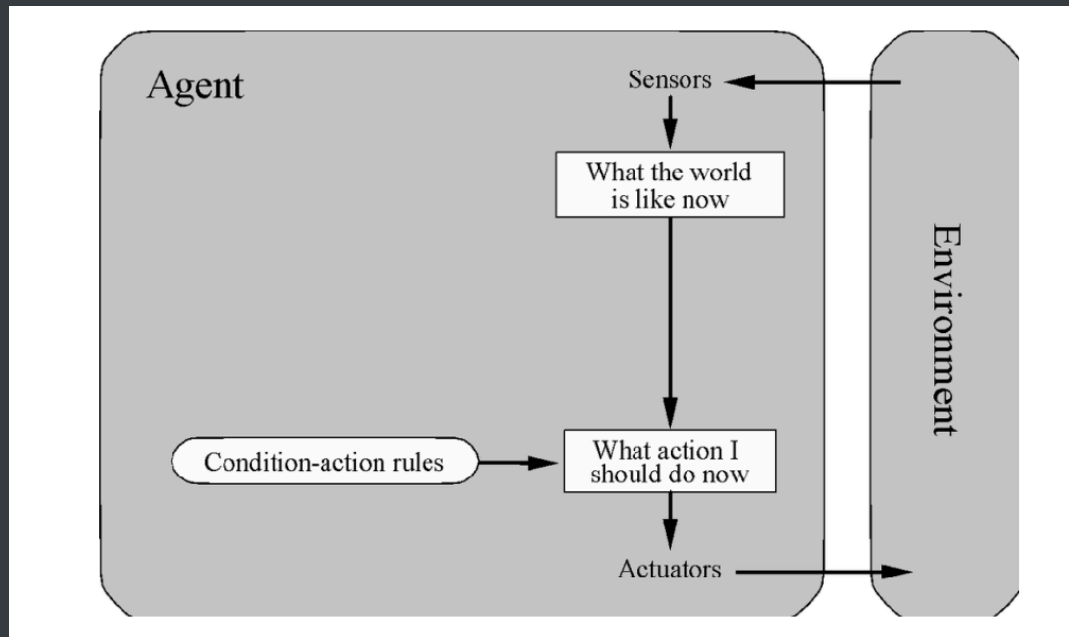 Agent
Sensors
What the world
is like now
Environment
Condition-action rules
What action I
should do now
Actuators